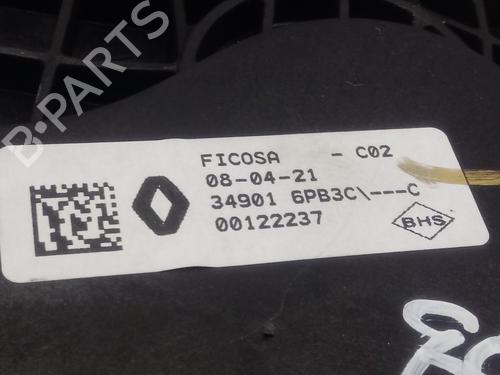 B-PARTS
FICOSA - C02
08-04-21
34901 6PB3C\---C
00122237
BHS